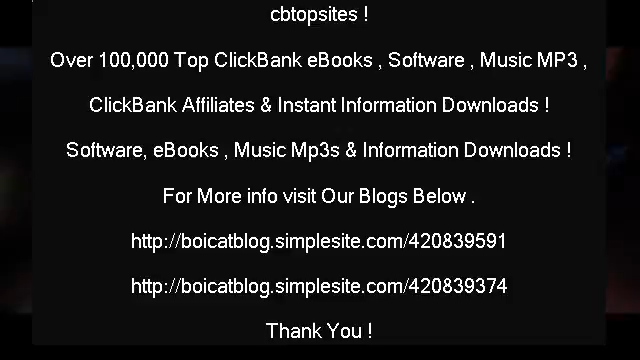 cbtopsites !
Over 100,000 Top ClickBank eBooks , Software , Music MP3 ,
ClickBank Affiliates & Instant Information Downloads !
Software, eBooks , Music Mp3s & Information Downloads !
For More info visit Our Blogs Below .
http://boicatblog.simplesite.com/420839591
http://boicatblog.simplesite.com/420839374
Thank You !